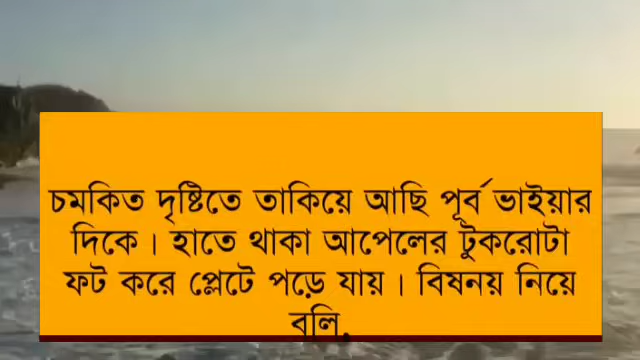 চমকিত দৃষ্টিতে তাকিয়ে আছি পূর্ব ভাইয়ার
দিকে। হাতে থাকা আপেলের টুকরোটা
ফট করে প্লেটে পড়ে যায়। বিষনয় নিয়ে
বলি,